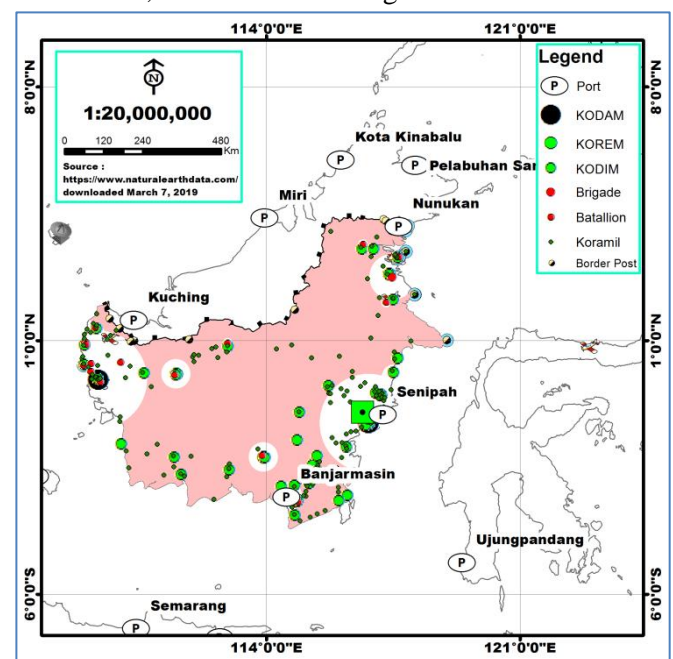 114°0'0"E
121°0'0"E
8°0'0"N
1°0'0"N
6°0'0"S
8°0'0"N
1°0'0"N
6°0'0"S
N
1:20,000,000
0 120 240 480
Km
Source :
https://www.naturalearthdata.com/
downloaded March 7, 2019
Legend
P Port
KODAM
KOREM
KODIM
Brigade
Batallion
Koramil
Border Post
Kota Kinabalu
P
P Pelabuhan San
Miri
P
Nunukan
P
Kuching
P
Senipah
P
Banjarmasin
P
Ujungpandang
P
Semarang
P
114°0'0"E
121°0'0"E